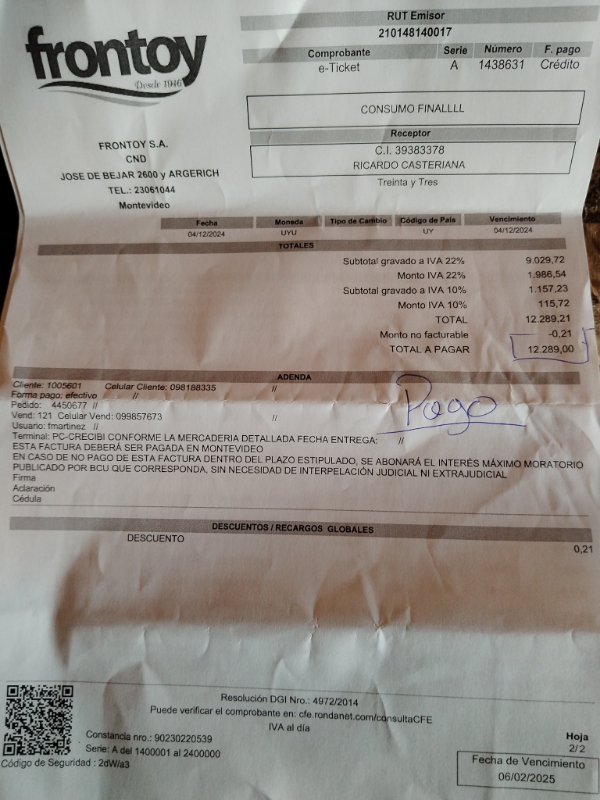 frontoy
Desde 1946
FRONTOY S.A.
CND
JOSE DE BEJAR 2600 y ARGERICH
TEL.: 23061044
Montevideo
RUT Emisor
210148140017
Comprobante Serie Número F. pago
e-Ticket A 1438631 Crédito
CONSUMO FINALLLL
Receptor
C.I. 39383378
RICARDO CASTERIANA
Treinta y Tres
Fecha Moneda Tipo de Cambio Código de País Vencimiento
04/12/2024 UYU UY 04/12/2024
TOTALES
Subtotal gravado a IVA 22% 9.029,72
Monto IVA 22% 1.986,54
Subtotal gravado a IVA 10% 1.157,23
Monto IVA 10% 115,72
TOTAL 12.289,21
Monto no facturable -0,21
TOTAL A PAGAR 12.289,00
ADENDA
Cliente: 1005601 Celular Cliente: 098188335 //
Forma pago: efectivo // //
Pedido: 4450677 //
Vend: 121 Celular Vend: 099857673 //
Usuario: fmartinez //
Pago
Terminal: PC-CRECIBI CONFORME LA MERCADERIA DETALLADA FECHA ENTREGA: //
ESTA FACTURA DEBERÁ SER PAGADA EN MONTEVIDEO
EN CASO DE NO PAGO DE ESTA FACTURA DENTRO DEL PLAZO ESTIPULADO, SE ABONARÁ EL INTERÉS MÁXIMO MORATORIO
PUBLICADO POR BCU QUE CORRESPONDA, SIN NECESIDAD DE INTERPELACIÓN JUDICIAL NI EXTRAJUDICIAL
Firma
Aclaración
Cédula
DESCUENTOS / RECARGOS GLOBALES
DESCUENTO 0,21
Resolución DGI Nro.: 4972/2014
Puede verificar el comprobante en: cfe.rondanet.com/consultaCFE
IVA al día
Constancia nro.: 90230220539
Serie: A del 1400001 al 2400000
Código de Seguridad : 2dW/a3
Hoja
2/2
Fecha de Vencimiento
06/02/2025